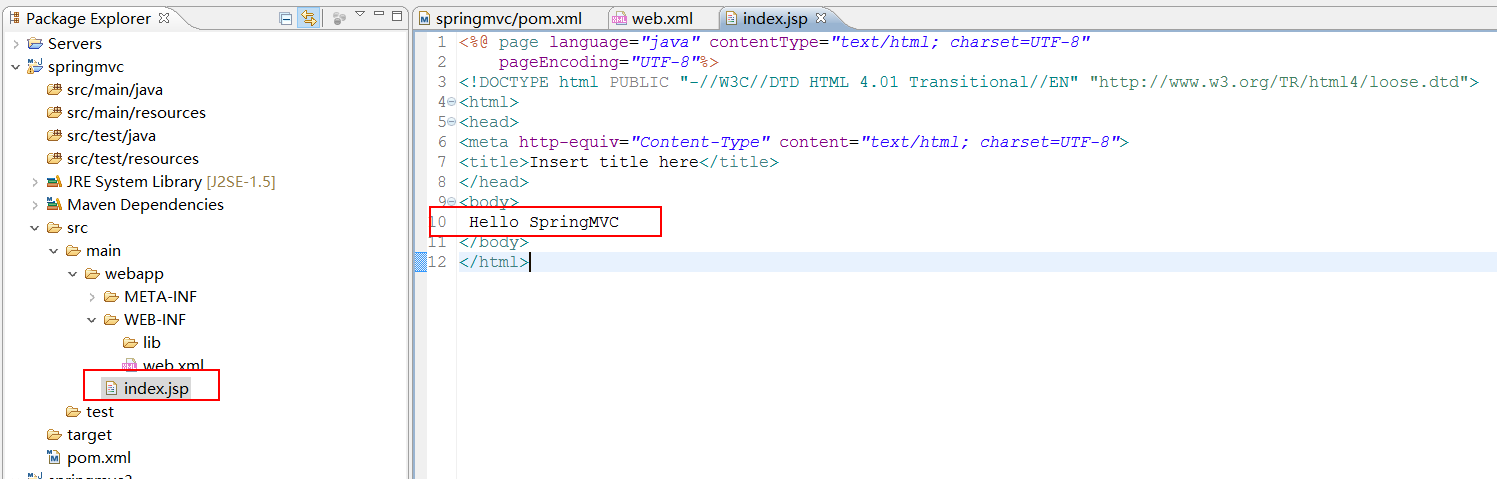 Package Explorer
Servers
springmvc
src/main/java
src/main/resources
src/test/java
src/test/resources
JRE System Library [J2SE-1.5]
Maven Dependencies
src
main
webapp
META-INF
WEB-INF
lib
web.xml
index.jsp
test
target
pom.xml
springmvc2
springmvc/pom.xml web.xml index.jsp
1 <%@ page language="java" contentType="text/html; charset=UTF-8"
2 pageEncoding="UTF-8"%>
3 <!DOCTYPE html PUBLIC "-//W3C//DTD HTML 4.01 Transitional//EN" "http://www.w3.org/TR/html4/loose.dtd">
4 <html>
5 <head>
6 <meta http-equiv="Content-Type" content="text/html; charset=UTF-8">
7 <title>Insert title here</title>
8 </head>
9 <body>
10 Hello SpringMVC
11 </body>
12 </html>